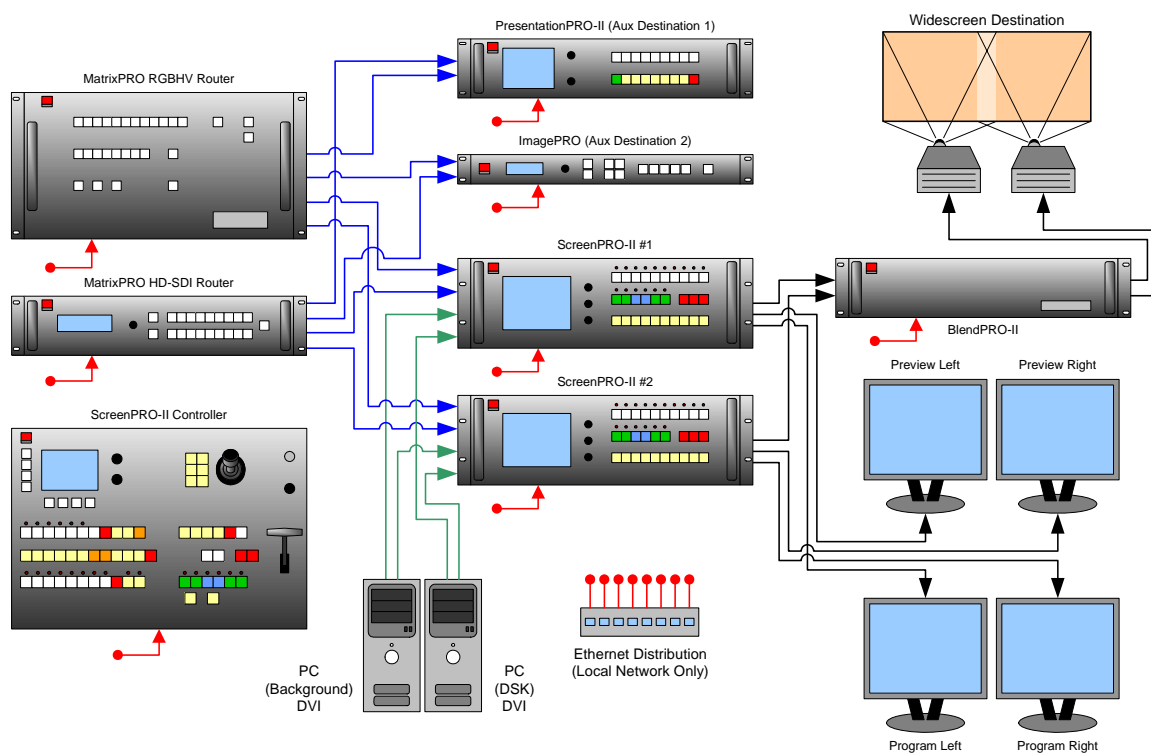 PresentationPRO-II (Aux Destination 1)
Widescreen Destination
MatrixPRO RGBHV Router
ImagePRO (Aux Destination 2)
ScreenPRO-II #1
MatrixPRO HD-SDI Router
BlendPRO-II
Preview Left
Preview Right
ScreenPRO-II #2
ScreenPRO-II Controller
Ethernet Distribution
(Local Network Only)
PC
(Background)
DVI
PC
(DSK)
DVI
Program Left
Program Right